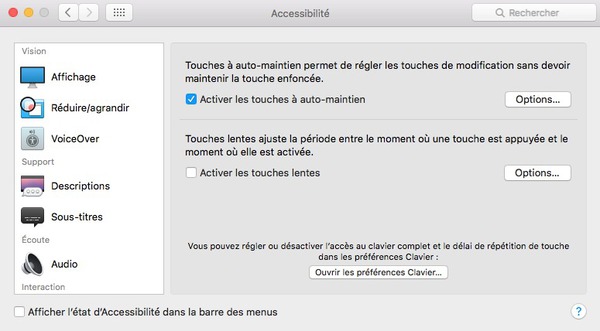 Accessibilité
Rechercher
Vision
Affichage
Réduire/agrandir
VoiceOver
Support
Descriptions
Sous-titres
Écoute
Audio
Interaction
Touches à auto-maintien permet de régler les touches de modification sans devoir
maintenir la touche enfoncée.
Activer les touches à auto-maintien
Options...
Touches lentes ajuste la période entre le moment où une touche est appuyée et le
moment où elle est activée.
Activer les touches lentes
Options...
Vous pouvez régler ou désactiver l'accès au clavier complet et le délai de répétition de touche
dans les préférences Clavier :
Ouvrir les préférences Clavier...
Afficher l'état d'Accessibilité dans la barre des menus
?